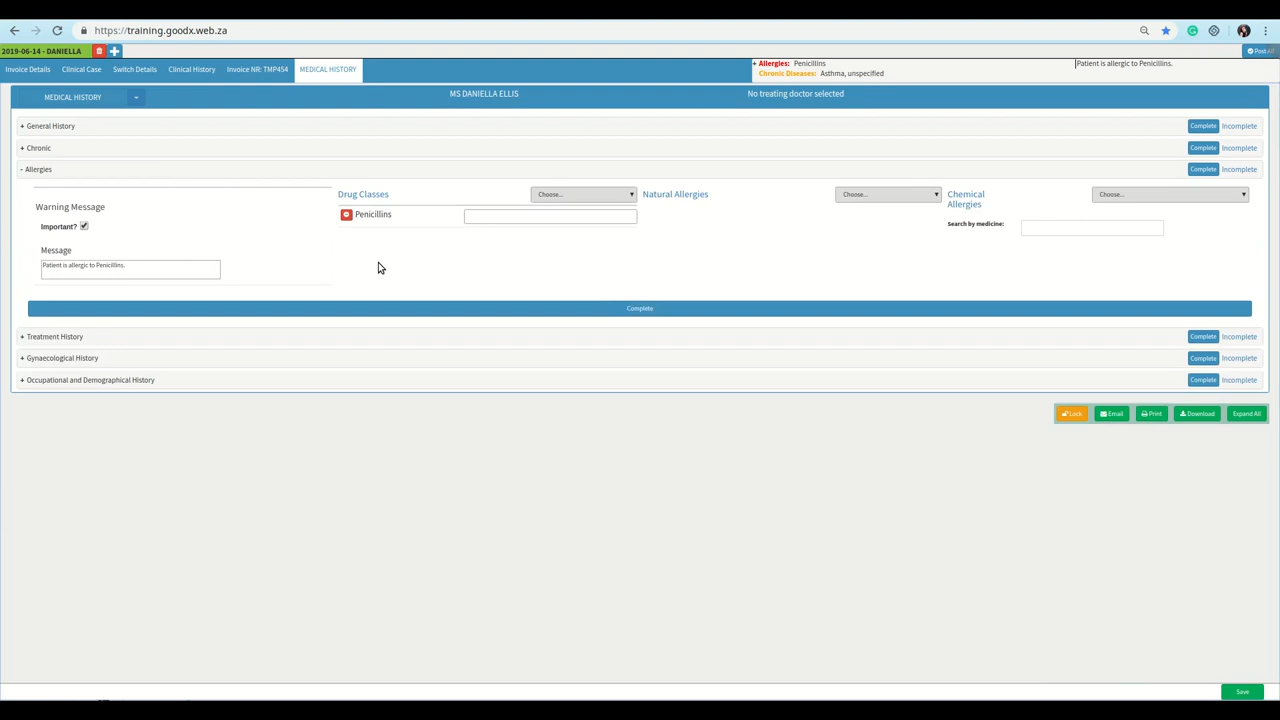 https://training.goodx.web.za
2019-06-14 - DANIELLA
Post All
Invoice Details Clinical Case Switch Details Clinical History Invoice NR: TMP454 MEDICAL HISTORY
+ Allergies: Penicillins
Patient is allergic to Penicillins.
Chronic Diseases: Asthma, unspecified
MEDICAL HISTORY MS DANIELLA ELLIS No treating doctor selected
+ General History Complete Incomplete
+ Chronic Complete Incomplete
- Allergies Complete Incomplete
Warning Message
Important?
Message
Patient is allergic to Penicillins.
Drug Classes Choose...
Penicillins
Natural Allergies Choose...
Chemical Choose...
Allergies
Search by medicine:
Complete
+ Treatment History Complete Incomplete
+ Gynaecological History Complete Incomplete
+ Occupational and Demographical History Complete Incomplete
Lock Email Print Download Expand All
Save